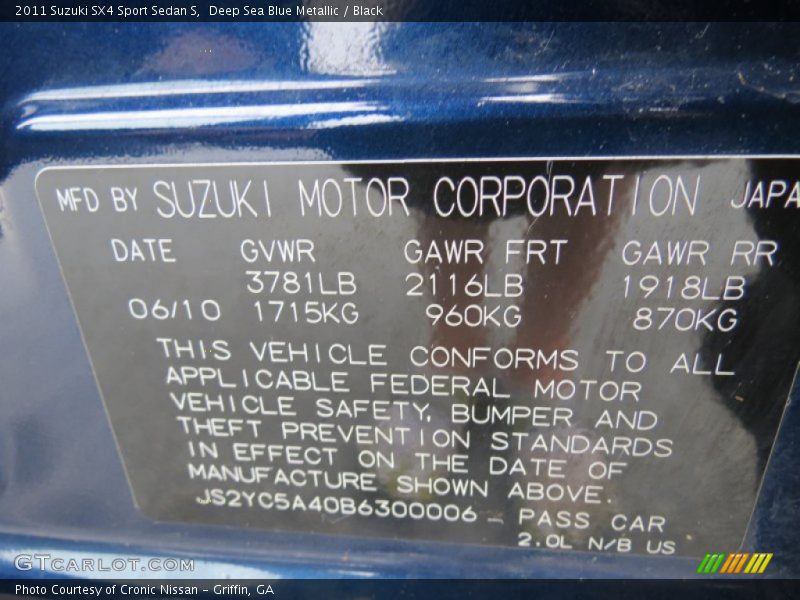 2011 Suzuki SX4 Sport Sedan S, Deep Sea Blue Metallic / Black
MFD BY SUZUKI MOTOR CORPORATION JAPA
DATE GVWR GAWR FRT GAWR RR
3781LB 2116LB 1918LB
06/10 1715KG 960KG 870KG
THIS VEHICLE CONFORMS TO ALL
APPLICABLE FEDERAL MOTOR
VEHICLE SAFETY, BUMPER AND
THEFT PREVENTION STANDARDS
IN EFFECT ON THE DATE OF
MANUFACTURE SHOWN ABOVE.
JS2YC5A40B6300006 - PASS CAR
2.0L N/B US
GTCARLOT.COM
Photo Courtesy of Cronic Nissan - Griffin, GA